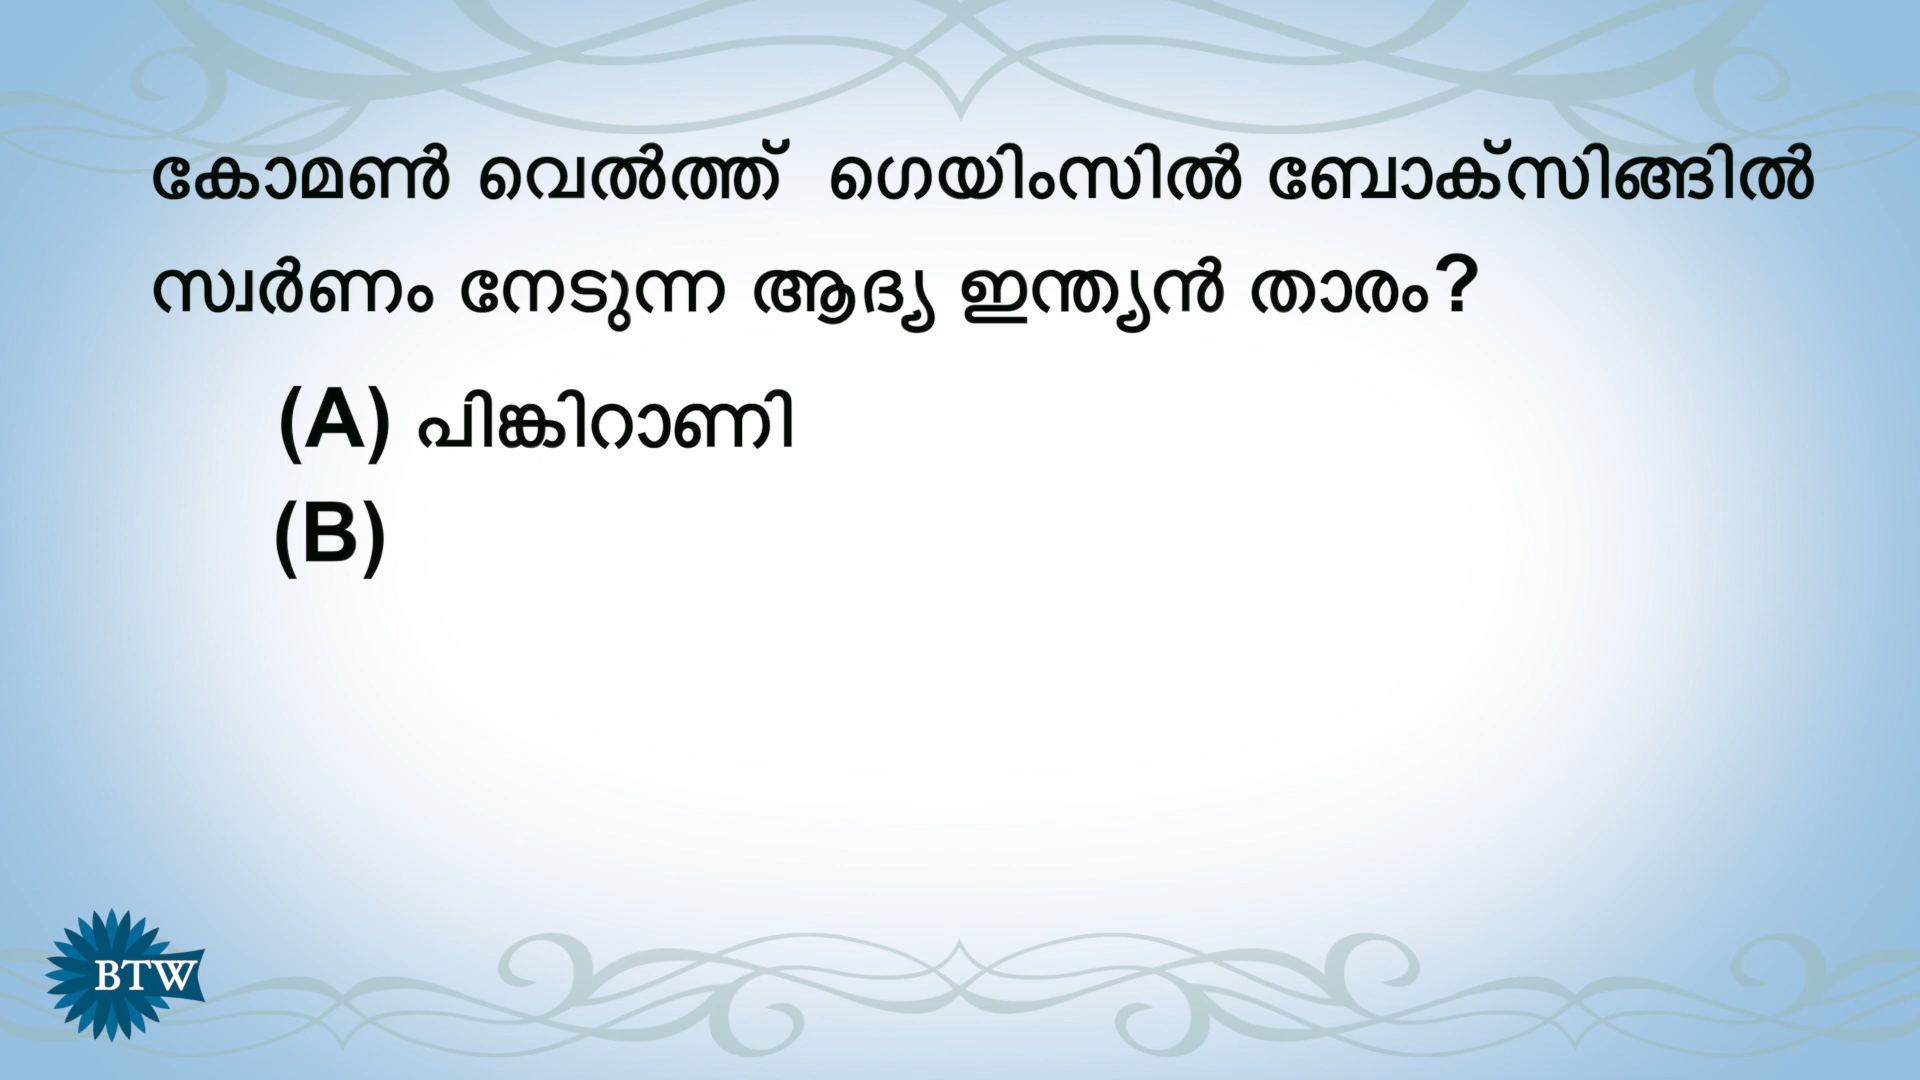 കോമൺ വെൽത്ത് ഗെയിംസിൽ ബോക്സിങ്ങിൽ
സ്വർണം നേടുന്ന ആദ്യ ഇന്ത്യൻ താരം?
(A) പിങ്കിറാണി
(B)
BTW